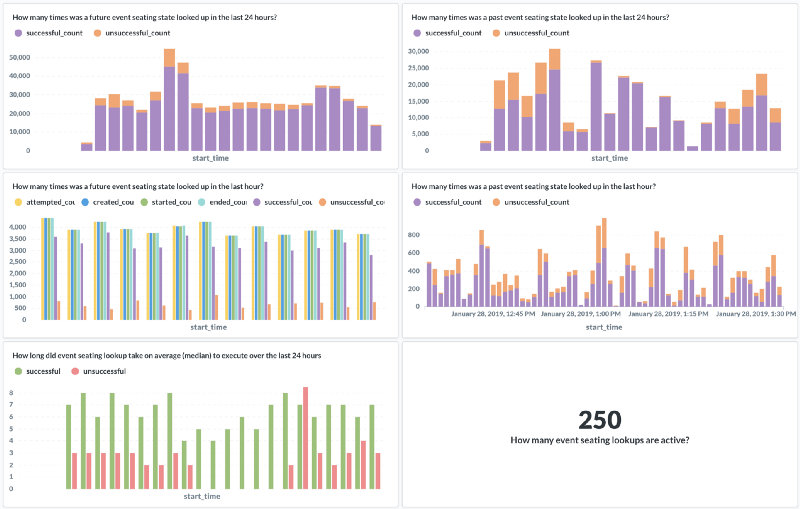 How many times was a future event seating state looked up in the last 24 hours?
successful_count unsuccessful_count
50,000
40,000
30,000
20,000
10,000
0
start_time
How many times was a past event seating state looked up in the last 24 hours?
successful_count unsuccessful_count
30,000
25,000
20,000
15,000
10,000
5,000
0
start_time
How many times was a future event seating state looked up in the last hour?
attempted_cou created_cou started_cou ended_cou successful_cou unsuccessful_cou
4,000
3,500
3,000
2,500
2,000
1,500
1,000
500
0
start_time
How many times was a past event seating state looked up in the last hour?
successful_count unsuccessful_count
800
600
400
200
0
January 28, 2019, 12:45 PM January 28, 2019, 1:00 PM January 28, 2019, 1:15 PM January 28, 2019, 1:30 PM
start_time
How long did event seating lookup take on average (median) to execute over the last 24 hours
successful unsuccessful
8
7
6
5
4
3
2
1
0
start_time
250
How many event seating lookups are active?